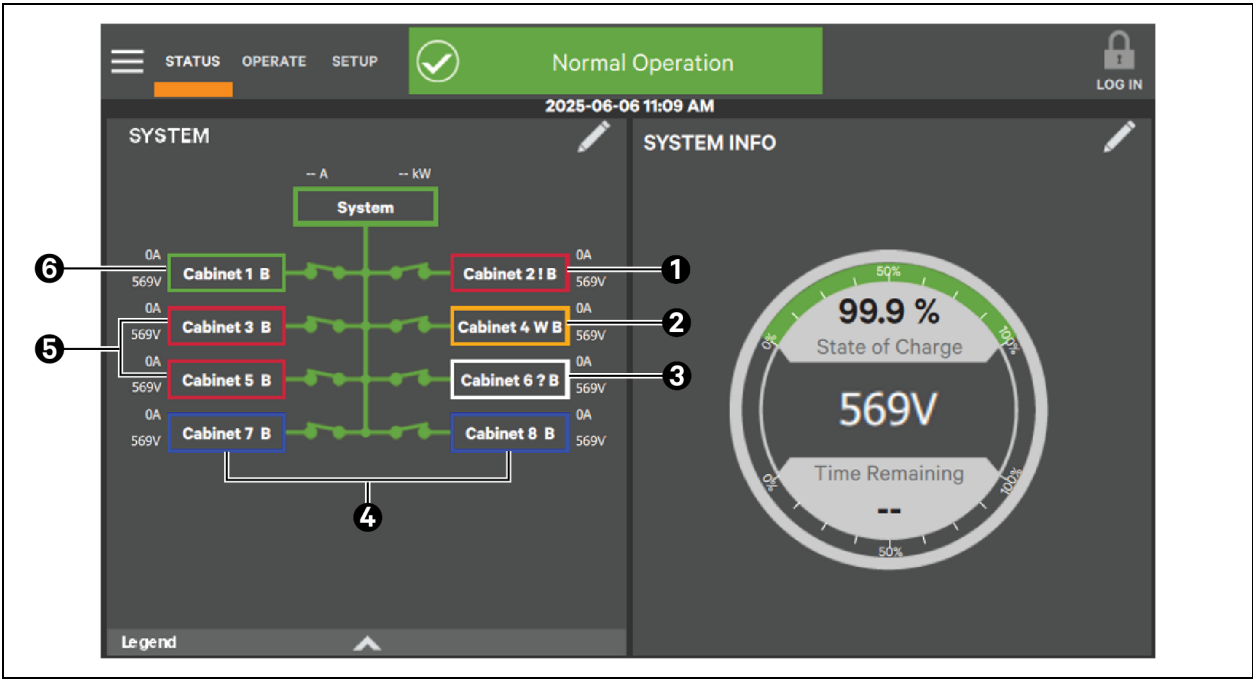 STATUS OPERATE SETUP
Normal Operation
LOG IN
2025-06-06 11:09 AM
SYSTEM
-- A -- kW
System
0A
569V
Cabinet 1 B
Cabinet 2 ! B
0A
569V
0A
569V
Cabinet 3 B
Cabinet 4 W B
0A
569V
0A
569V
Cabinet 5 B
Cabinet 6 ? B
0A
569V
0A
569V
Cabinet 7 B
Cabinet 8 B
0A
569V
6
5
1
2
3
4
Legend
SYSTEM INFO
50%
0%
100%
99.9 %
State of Charge
569V
Time Remaining
--
0%
100%
50%